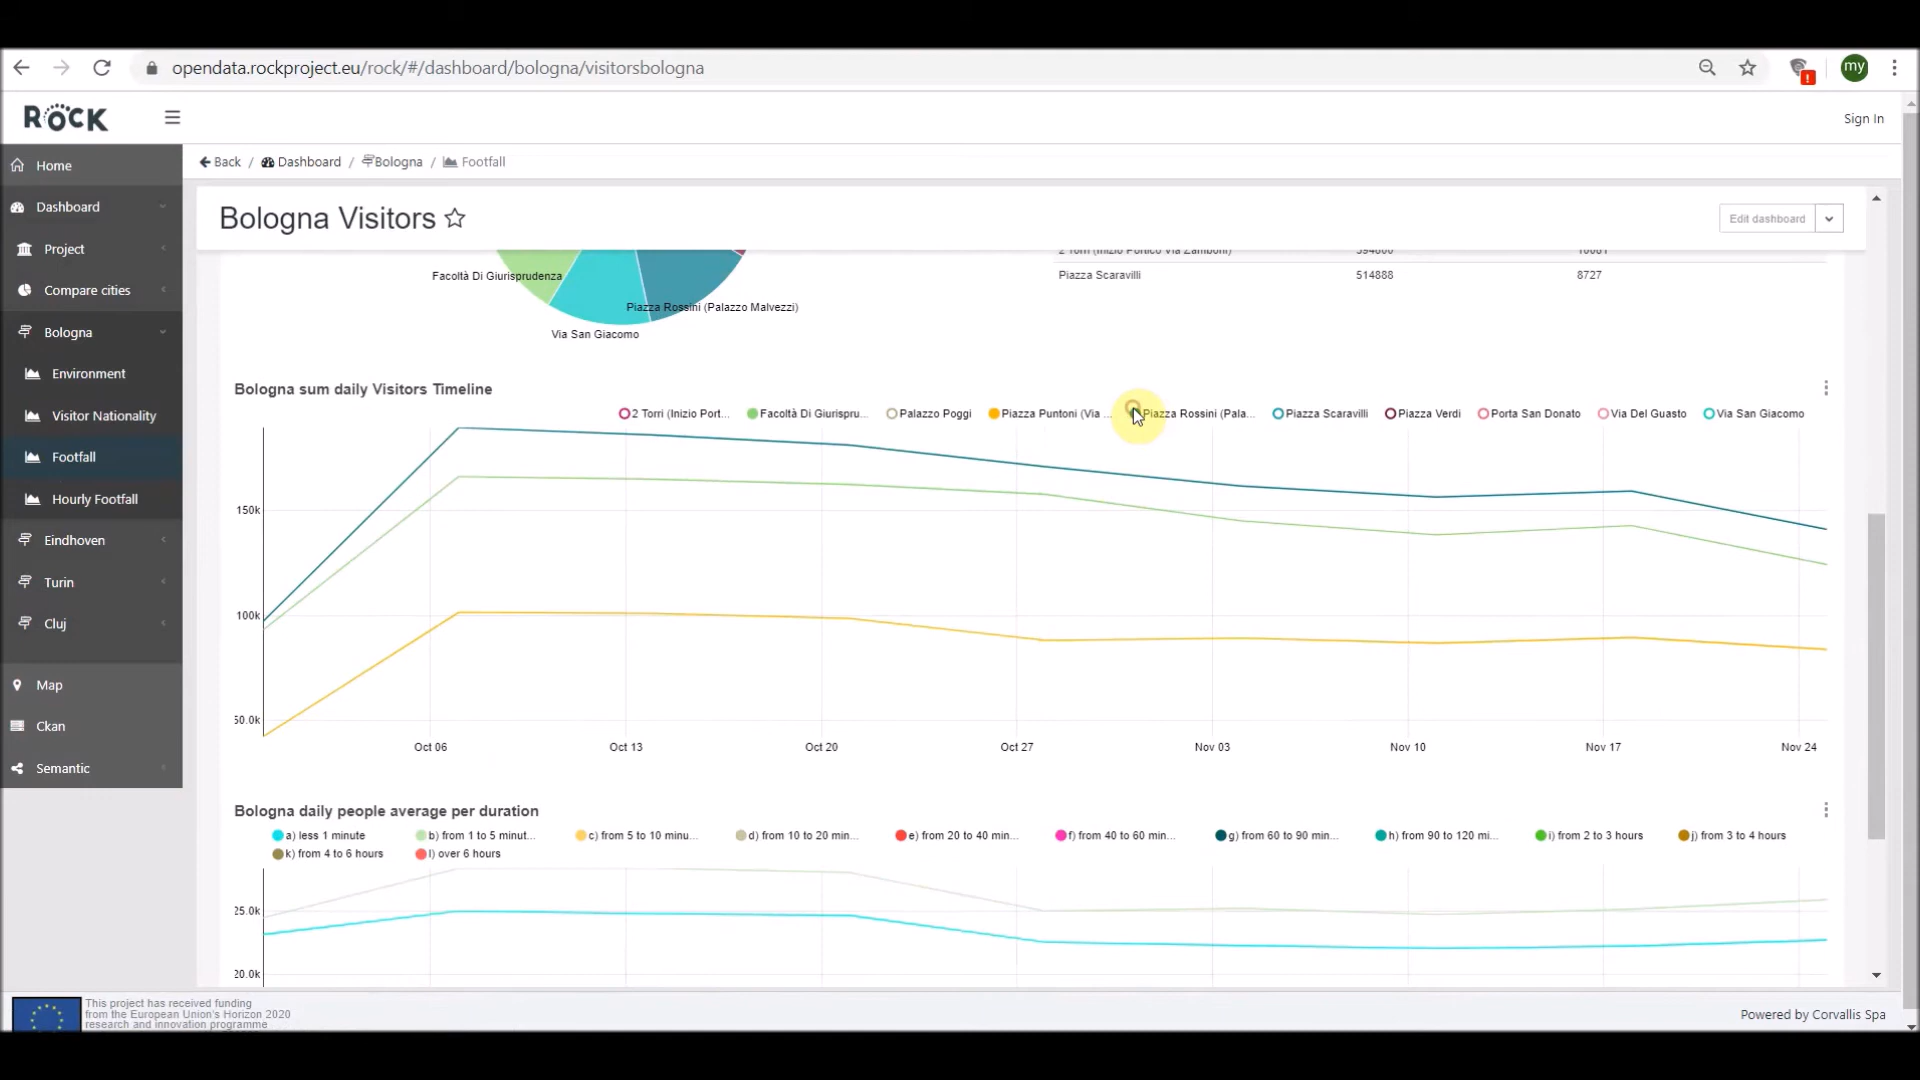 opendata.rockproject.eu/rock/#/dashboard/bologna/visitorsbologna
my
ROCK
Sign In
Home
Dashboard
Project
Compare cities
Bologna
Environment
Visitor Nationality
Footfall
Hourly Footfall
Eindhoven
Turin
Cluj
Map
Ckan
Semantic
Back / Dashboard / Bologna / Footfall
Bologna Visitors
Edit dashboard
2 Torri (Inizio Portico Via Zamboni)
Piazza Scaravilli 514888 8727
Facoltà Di Giurisprudenza
Piazza Rossini (Palazzo Malvezzi)
Via San Giacomo
Bologna sum daily Visitors Timeline
2 Torri (Inizio Port... Facoltà Di Giurispru... Palazzo Poggi Piazza Puntoni (Via ... Piazza Rossini (Pala... Piazza Scaravilli Piazza Verdi Porta San Donato Via Del Guasto Via San Giacomo
150k
100k
50.0k
Oct 06 Oct 13 Oct 20 Oct 27 Nov 03 Nov 10 Nov 17 Nov 24
Bologna daily people average per duration
a) less 1 minute b) from 1 to 5 minut... c) from 5 to 10 minu... d) from 10 to 20 min... e) from 20 to 40 min... f) from 40 to 60 min... g) from 60 to 90 min... h) from 90 to 120 mi... i) from 2 to 3 hours j) from 3 to 4 hours
k) from 4 to 6 hours l) over 6 hours
25.0k
20.0k
This project has received funding
from the European Union's Horizon 2020
research and innovation programme
Powered by Corvallis Spa